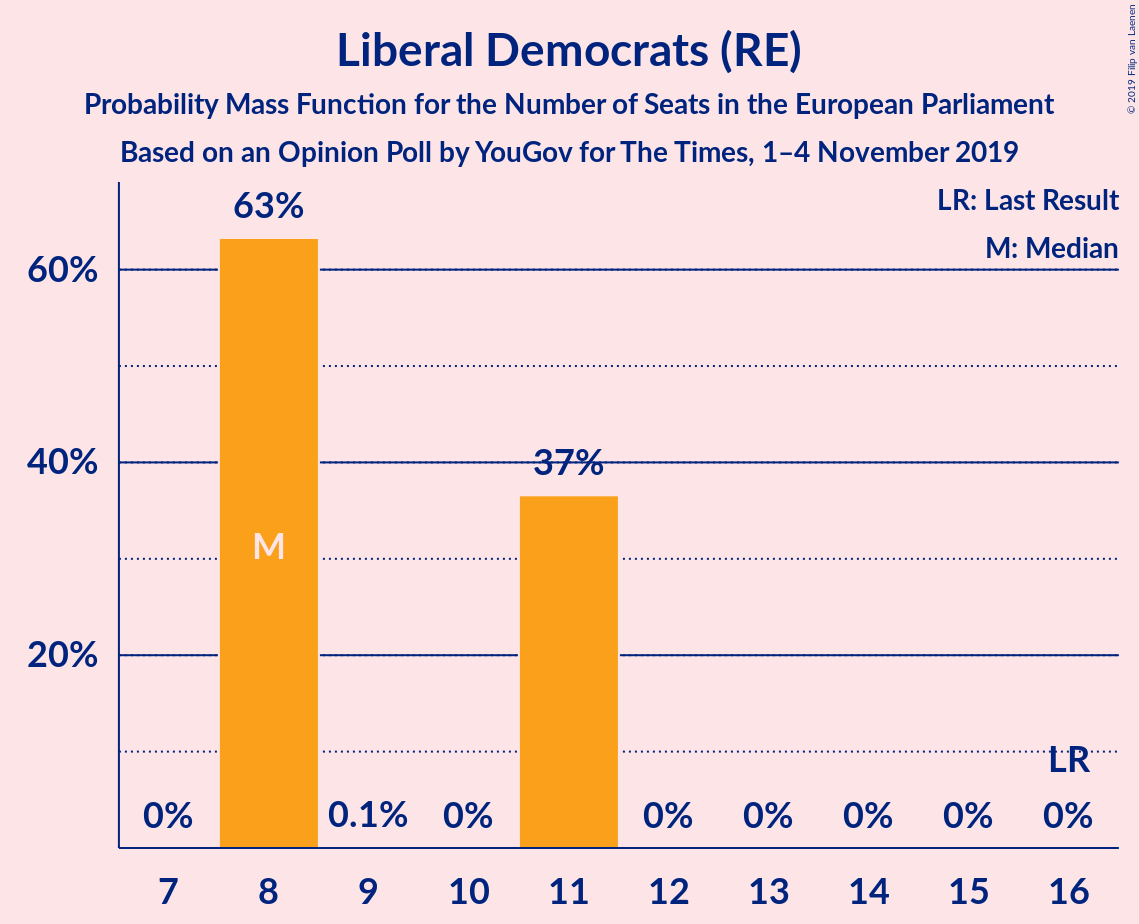 Liberal Democrats (RE)
Probability Mass Function for the Number of Seats in the European Parliament
Based on an Opinion Poll by YouGov for The Times, 1–4 November 2019
© 2019 Filip van Laenen
LR: Last Result
M: Median
60%
40%
20%
63%
M
37%
LR
0%
0.1%
0%
0%
0%
0%
0%
0%
7
8
9
10
11
12
13
14
15
16